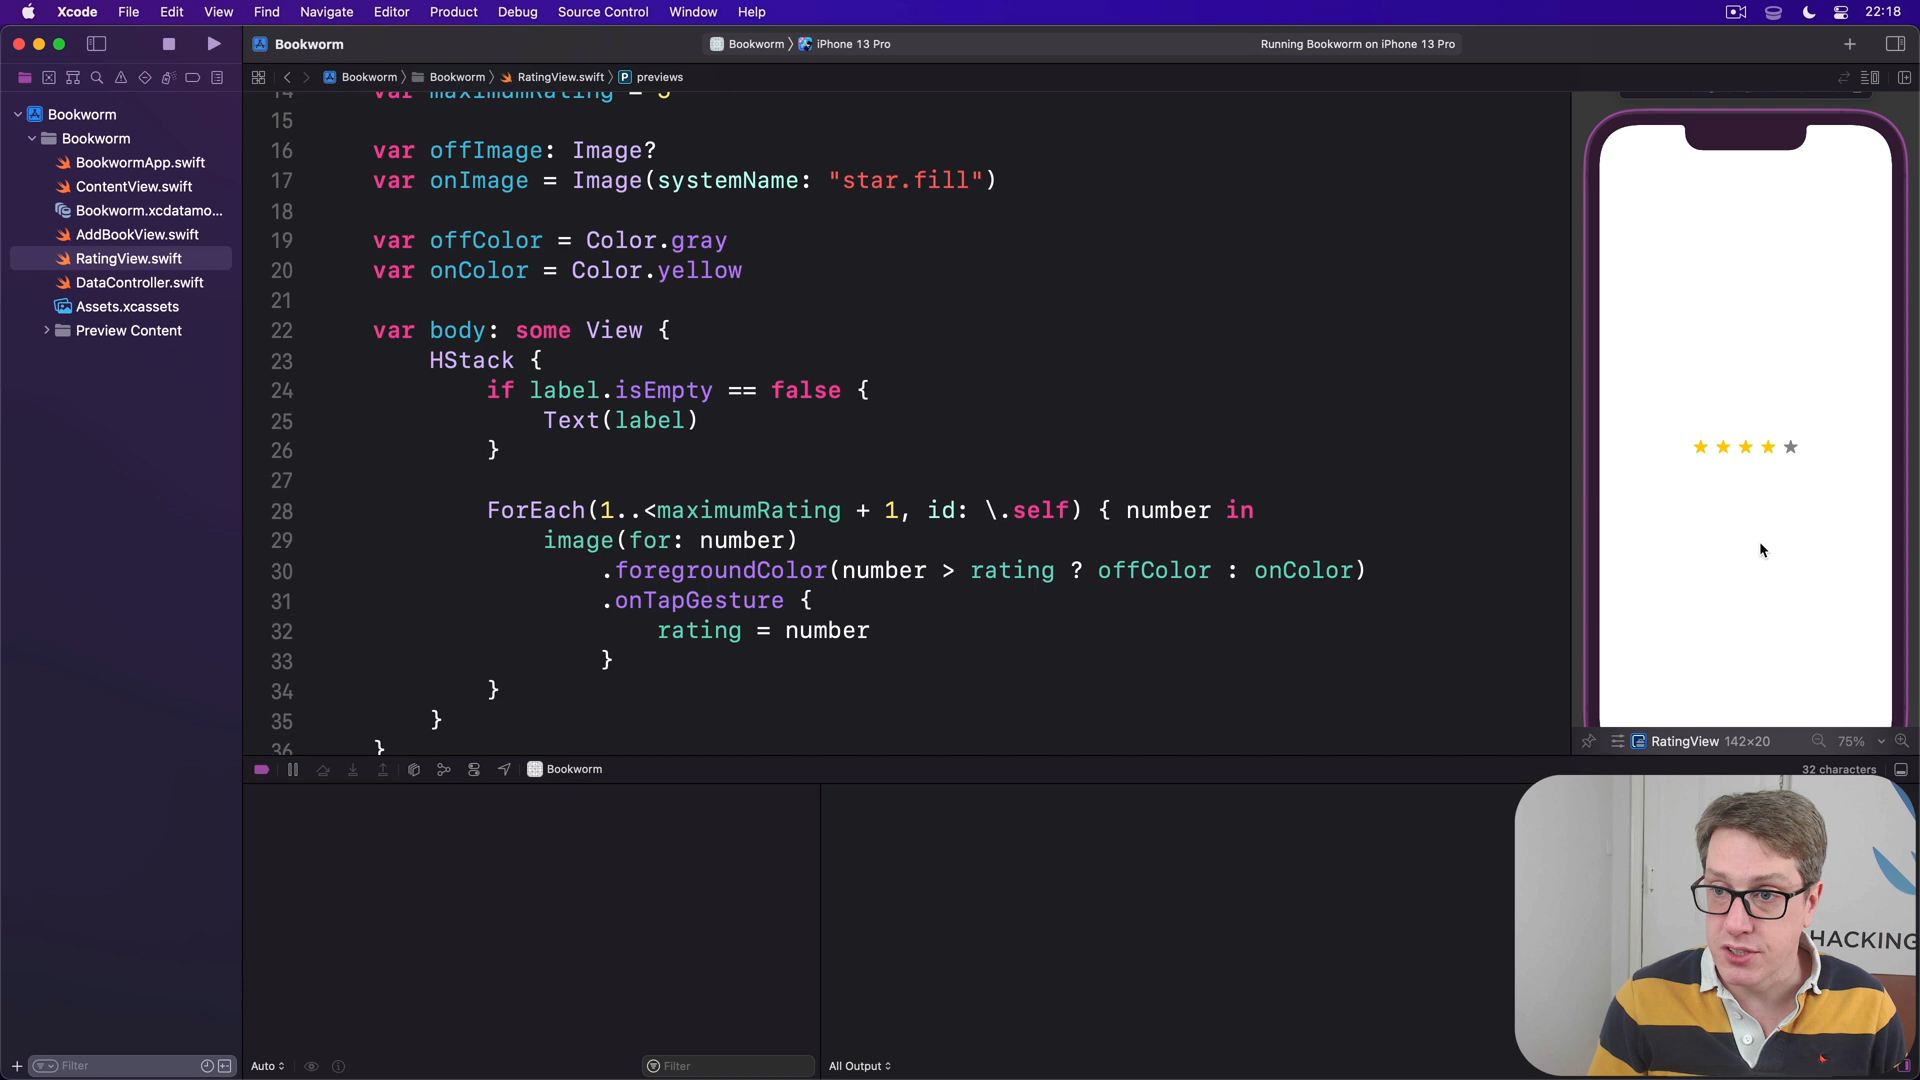 Xcode File Edit View Find Navigate Editor Product Debug Source Control Window Help 22:18
Bookworm
Bookworm iPhone 13 Pro
Running Bookworm on iPhone 13 Pro
Bookworm Bookworm RatingView.swift P previews
Bookworm
Bookworm
BookwormApp.swift
ContentView.swift
Bookworm.xcdatamo...
AddBookView.swift
RatingView.swift
DataController.swift
Assets.xcassets
Preview Content
14 var maximumRating = 5
15
16 var offImage: Image?
17 var onImage = Image(systemName: "star.fill")
18
19 var offColor = Color.gray
20 var onColor = Color.yellow
21
22 var body: some View {
23 HStack {
24 if label.isEmpty == false {
25 Text(label)
26 }
27
28 ForEach(1..<maximumRating + 1, id: \.self) { number in
29 image(for: number)
30 .foregroundColor(number > rating ? offColor : onColor)
31 .onTapGesture {
32 rating = number
33 }
34 }
35 }
36 }
RatingView 142×20 75%
Bookworm
32 characters
HACKING
Filter
Auto
Filter
All Output